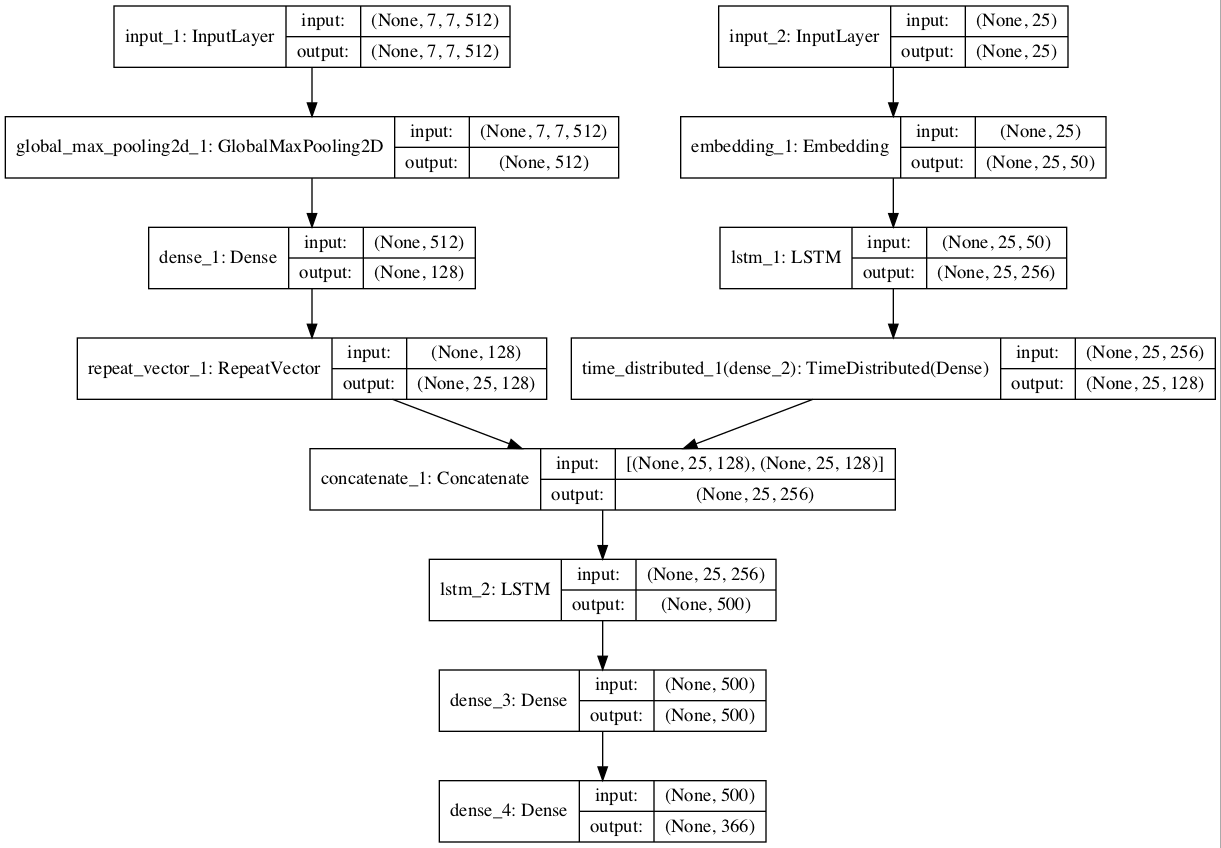 input_1: InputLayer
input: (None, 7, 7, 512)
output: (None, 7, 7, 512)
input_2: InputLayer
input: (None, 25)
output: (None, 25)
global_max_pooling2d_1: GlobalMaxPooling2D
input: (None, 7, 7, 512)
output: (None, 512)
embedding_1: Embedding
input: (None, 25)
output: (None, 25, 50)
dense_1: Dense
input: (None, 512)
output: (None, 128)
lstm_1: LSTM
input: (None, 25, 50)
output: (None, 25, 256)
repeat_vector_1: RepeatVector
input: (None, 128)
output: (None, 25, 128)
time_distributed_1(dense_2): TimeDistributed(Dense)
input: (None, 25, 256)
output: (None, 25, 128)
concatenate_1: Concatenate
input: [(None, 25, 128), (None, 25, 128)]
output: (None, 25, 256)
lstm_2: LSTM
input: (None, 25, 256)
output: (None, 500)
dense_3: Dense
input: (None, 500)
output: (None, 500)
dense_4: Dense
input: (None, 500)
output: (None, 366)